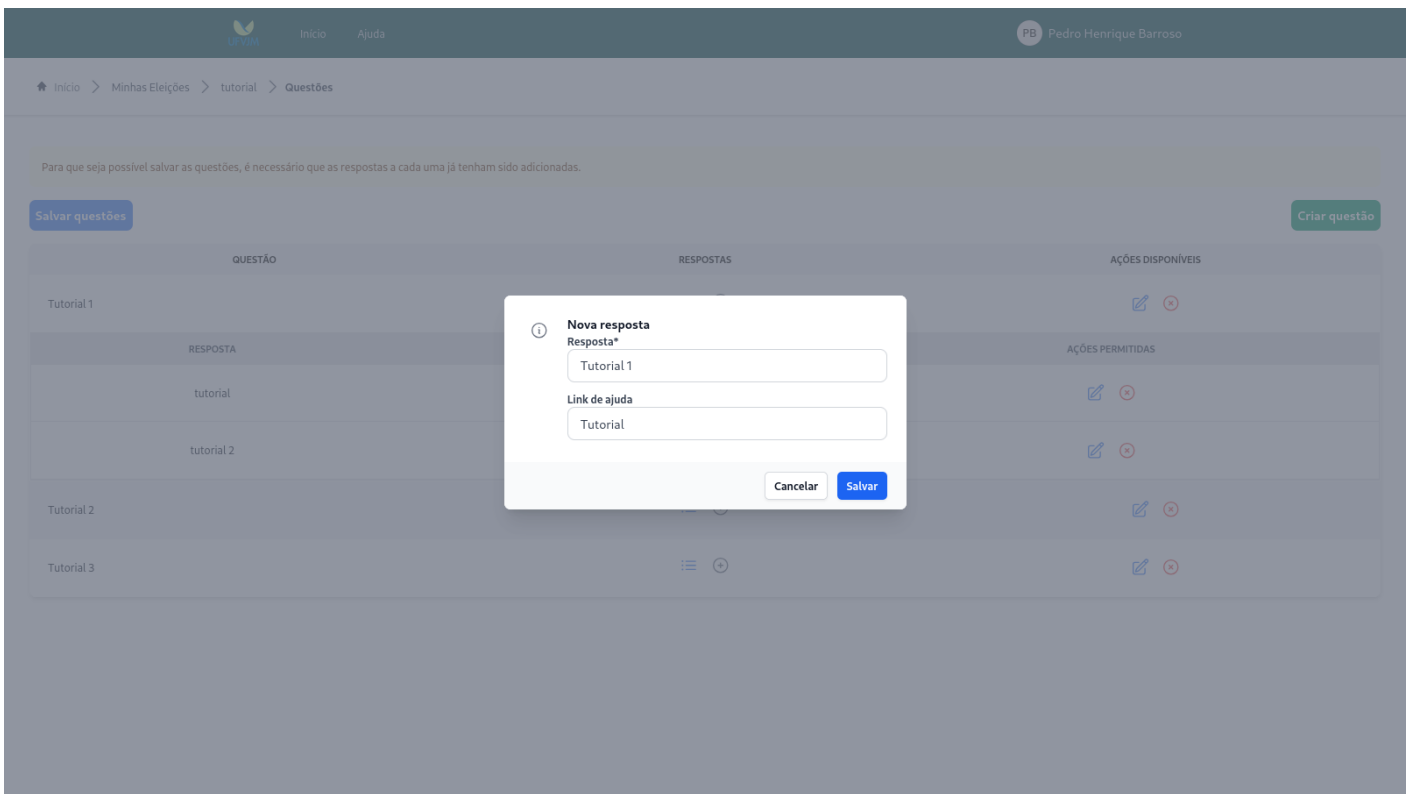 UFVJM
Início Ajuda PB Pedro Henrique Barroso
Início Minhas Eleições tutorial Questões
Para que seja possível salvar as questões, é necessário que as respostas a cada uma já tenham sido adicionadas.
Salvar questões Criar questão
QUESTÃO RESPOSTAS AÇÕES DISPONÍVEIS
Tutorial 1
RESPOSTA AÇÕES PERMITIDAS
tutorial
tutorial 2
Tutorial 2
Tutorial 3
Nova resposta
Resposta*
Tutorial 1
Link de ajuda
Tutorial
Cancelar Salvar